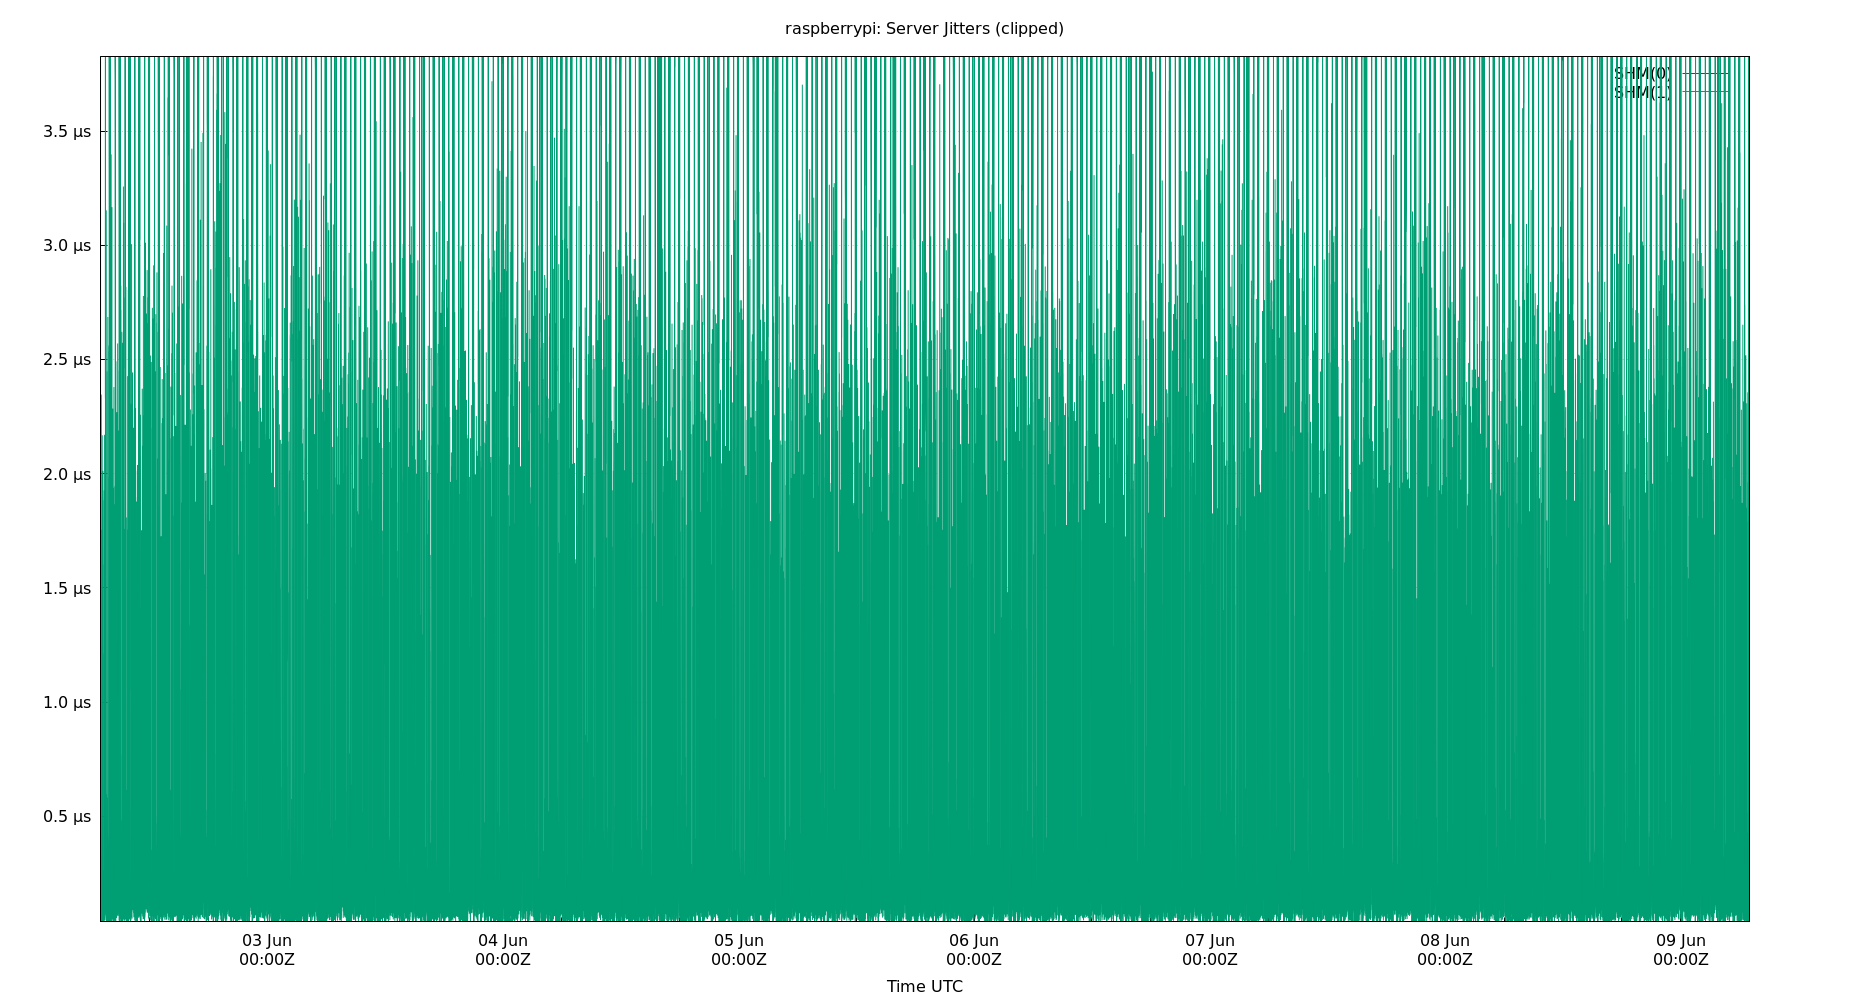 raspberrypi: Server Jitters (clipped)
SHM(0)
SHM(1)
3.5 µs
3.0 µs
2.5 µs
2.0 µs
1.5 µs
1.0 µs
0.5 µs
03 Jun 04 Jun 05 Jun 06 Jun 07 Jun 08 Jun 09 Jun
00:00Z 00:00Z 00:00Z 00:00Z 00:00Z 00:00Z 00:00Z
Time UTC